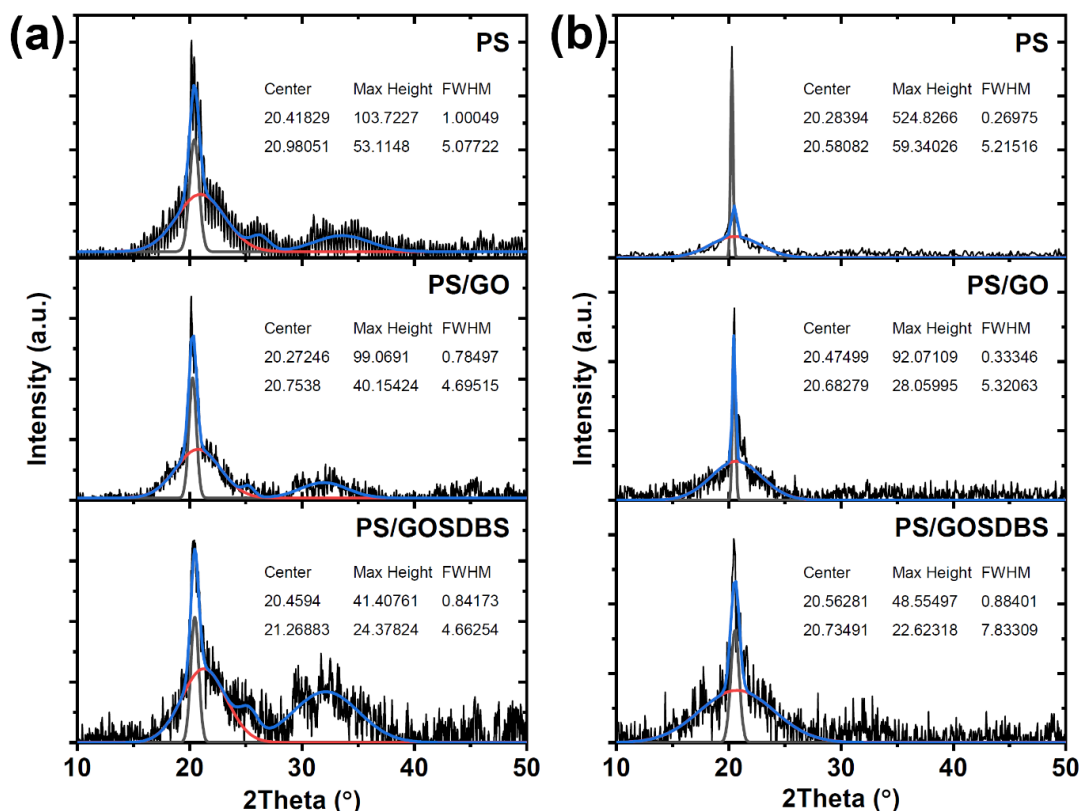 (a)
PS
Center Max Height FWHM
20.41829 103.7227 1.00049
20.98051 53.1148 5.07722
PS/GO
Center Max Height FWHM
20.27246 99.0691 0.78497
20.7538 40.15424 4.69515
PS/GOSDBS
Center Max Height FWHM
20.4594 41.40761 0.84173
21.26883 24.37824 4.66254
Intensity (a.u.)
10 20 30 40 50
2Theta (°)
(b)
PS
Center Max Height FWHM
20.28394 524.8266 0.26975
20.58082 59.34026 5.21516
PS/GO
Center Max Height FWHM
20.47499 92.07109 0.33346
20.68279 28.05995 5.32063
PS/GOSDBS
Center Max Height FWHM
20.56281 48.55497 0.88401
20.73491 22.62318 7.83309
Intensity (a.u.)
10 20 30 40 50
2Theta (°)